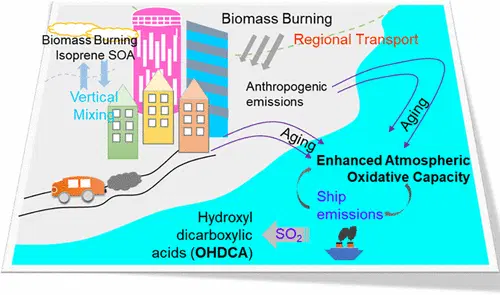 Biomass Burning
Regional Transport
Biomass Burning
Isoprene SOA
Vertical
Mixing
Anthropogenic
emissions
Aging
Aging
Enhanced Atmospheric
Oxidative Capacity
Ship
emissions
Hydroxyl
dicarboxylic
acids (OHDCA)
SO₂